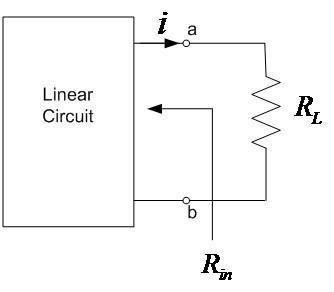 i
a
Linear
Circuit
R_L
b
R_in